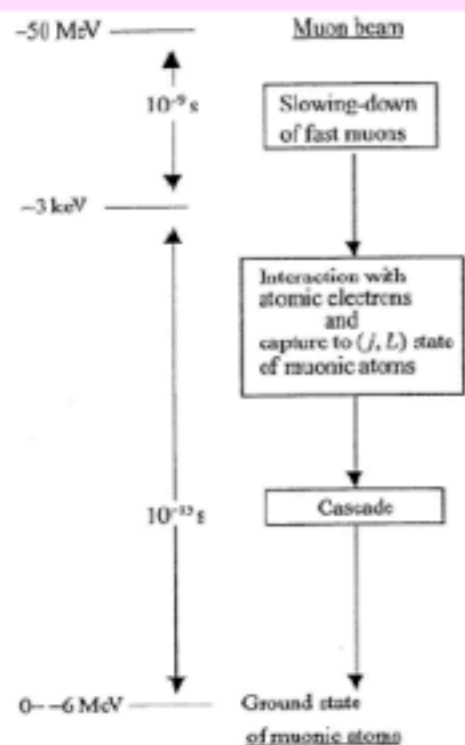 ~50 MeV
Muon beam
10⁻⁹ s
Slowing-down
of fast muons
~3 keV
Interaction with
atomic electrons
and
capture to (j, L) state
of muonic atoms
10⁻¹³ s
Cascade
0--6 MeV
Ground state
of muonic atoms